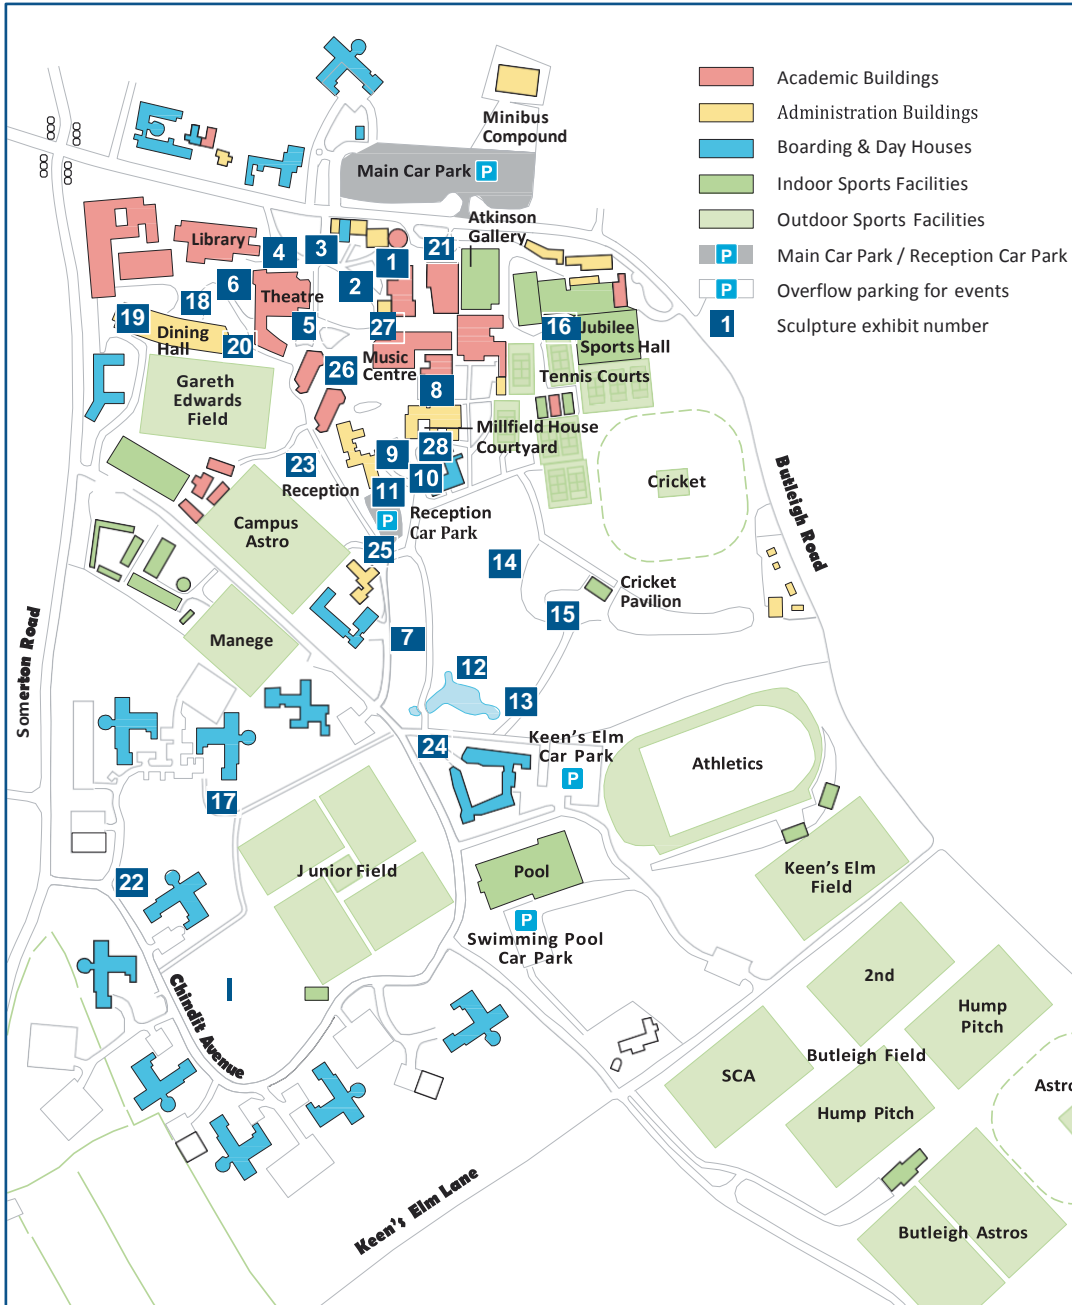 Academic Buildings
Administration Buildings
Boarding & Day Houses
Indoor Sports Facilities
Outdoor Sports Facilities
P Main Car Park / Reception Car Park
P Overflow parking for events
1 Sculpture exhibit number
Minibus
Compound
Main Car Park P
Atkinson
Gallery
Library
4
3
1
21
6
2
18
Theatre
19
5
27
16
Jubilee
Sports Hall
Dining
Hall
20
Music
Centre
26
8
Tennis Courts
Gareth
Edwards
Field
Millfield House
Courtyard
9
28
23
10
Reception
11
Cricket
P
Reception
Car Park
Campus
Astro
25
14
Butleigh Road
Cricket
Pavilion
15
Manege
7
Somerton Road
12
13
24
Keen's Elm
Car Park
P
Athletics
17
22
Junior Field
Pool
Keen's Elm
Field
P
Swimming Pool
Car Park
2nd
Hump
Pitch
Chindit Avenue
Butleigh Field
SCA
Hump Pitch
Astro
Keen's Elm Lane
Butleigh Astros